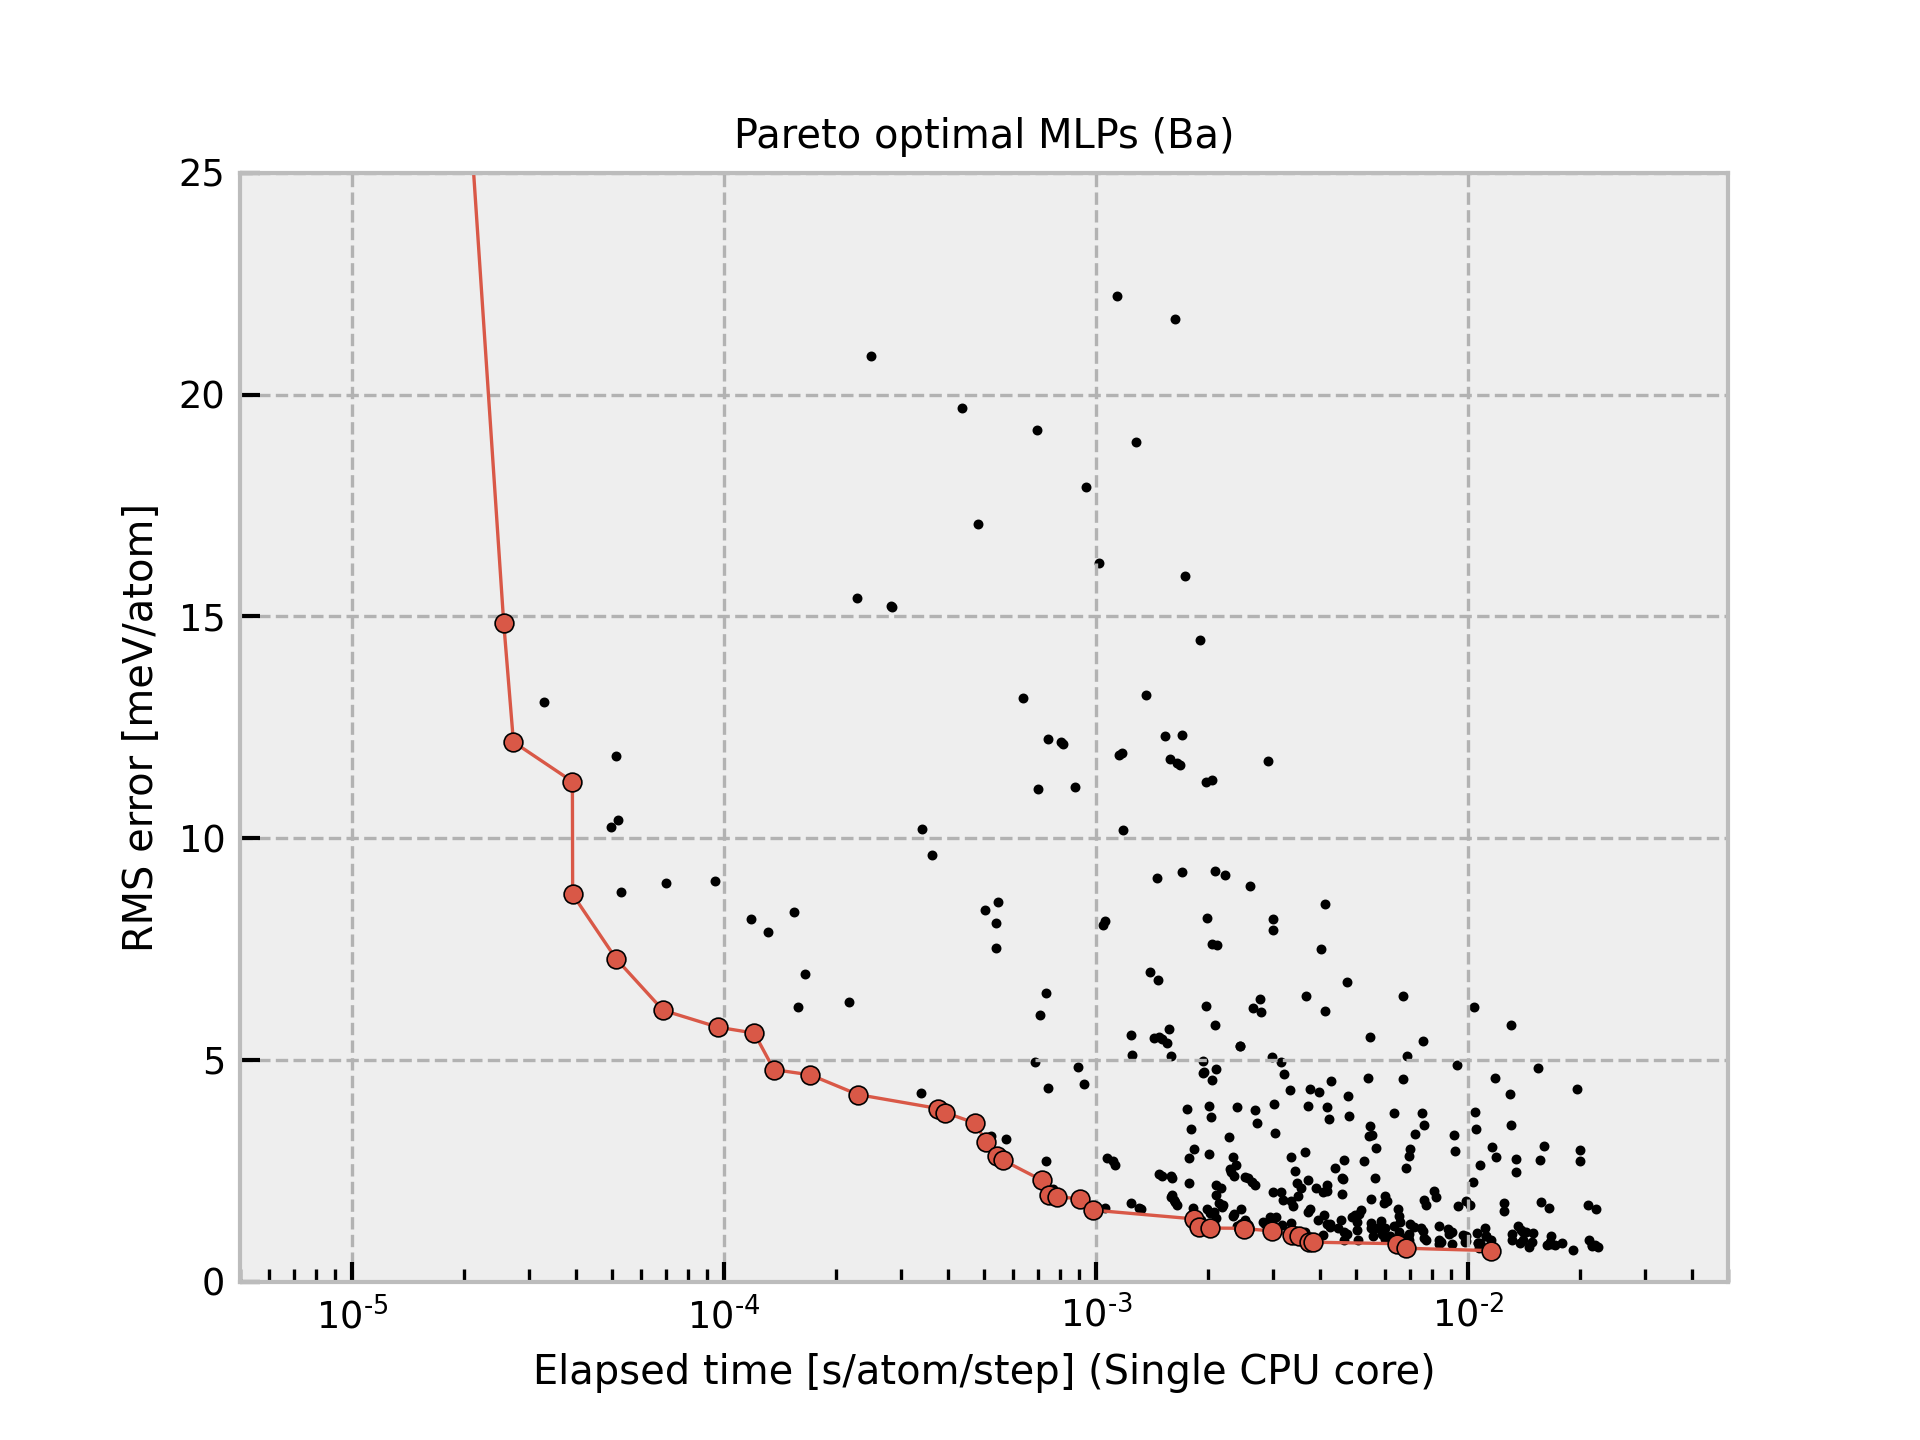 Pareto optimal MLPs (Ba)
25
20
15
10
5
0
RMS error [meV/atom]
10-5 10-4 10-3 10-2
Elapsed time [s/atom/step] (Single CPU core)